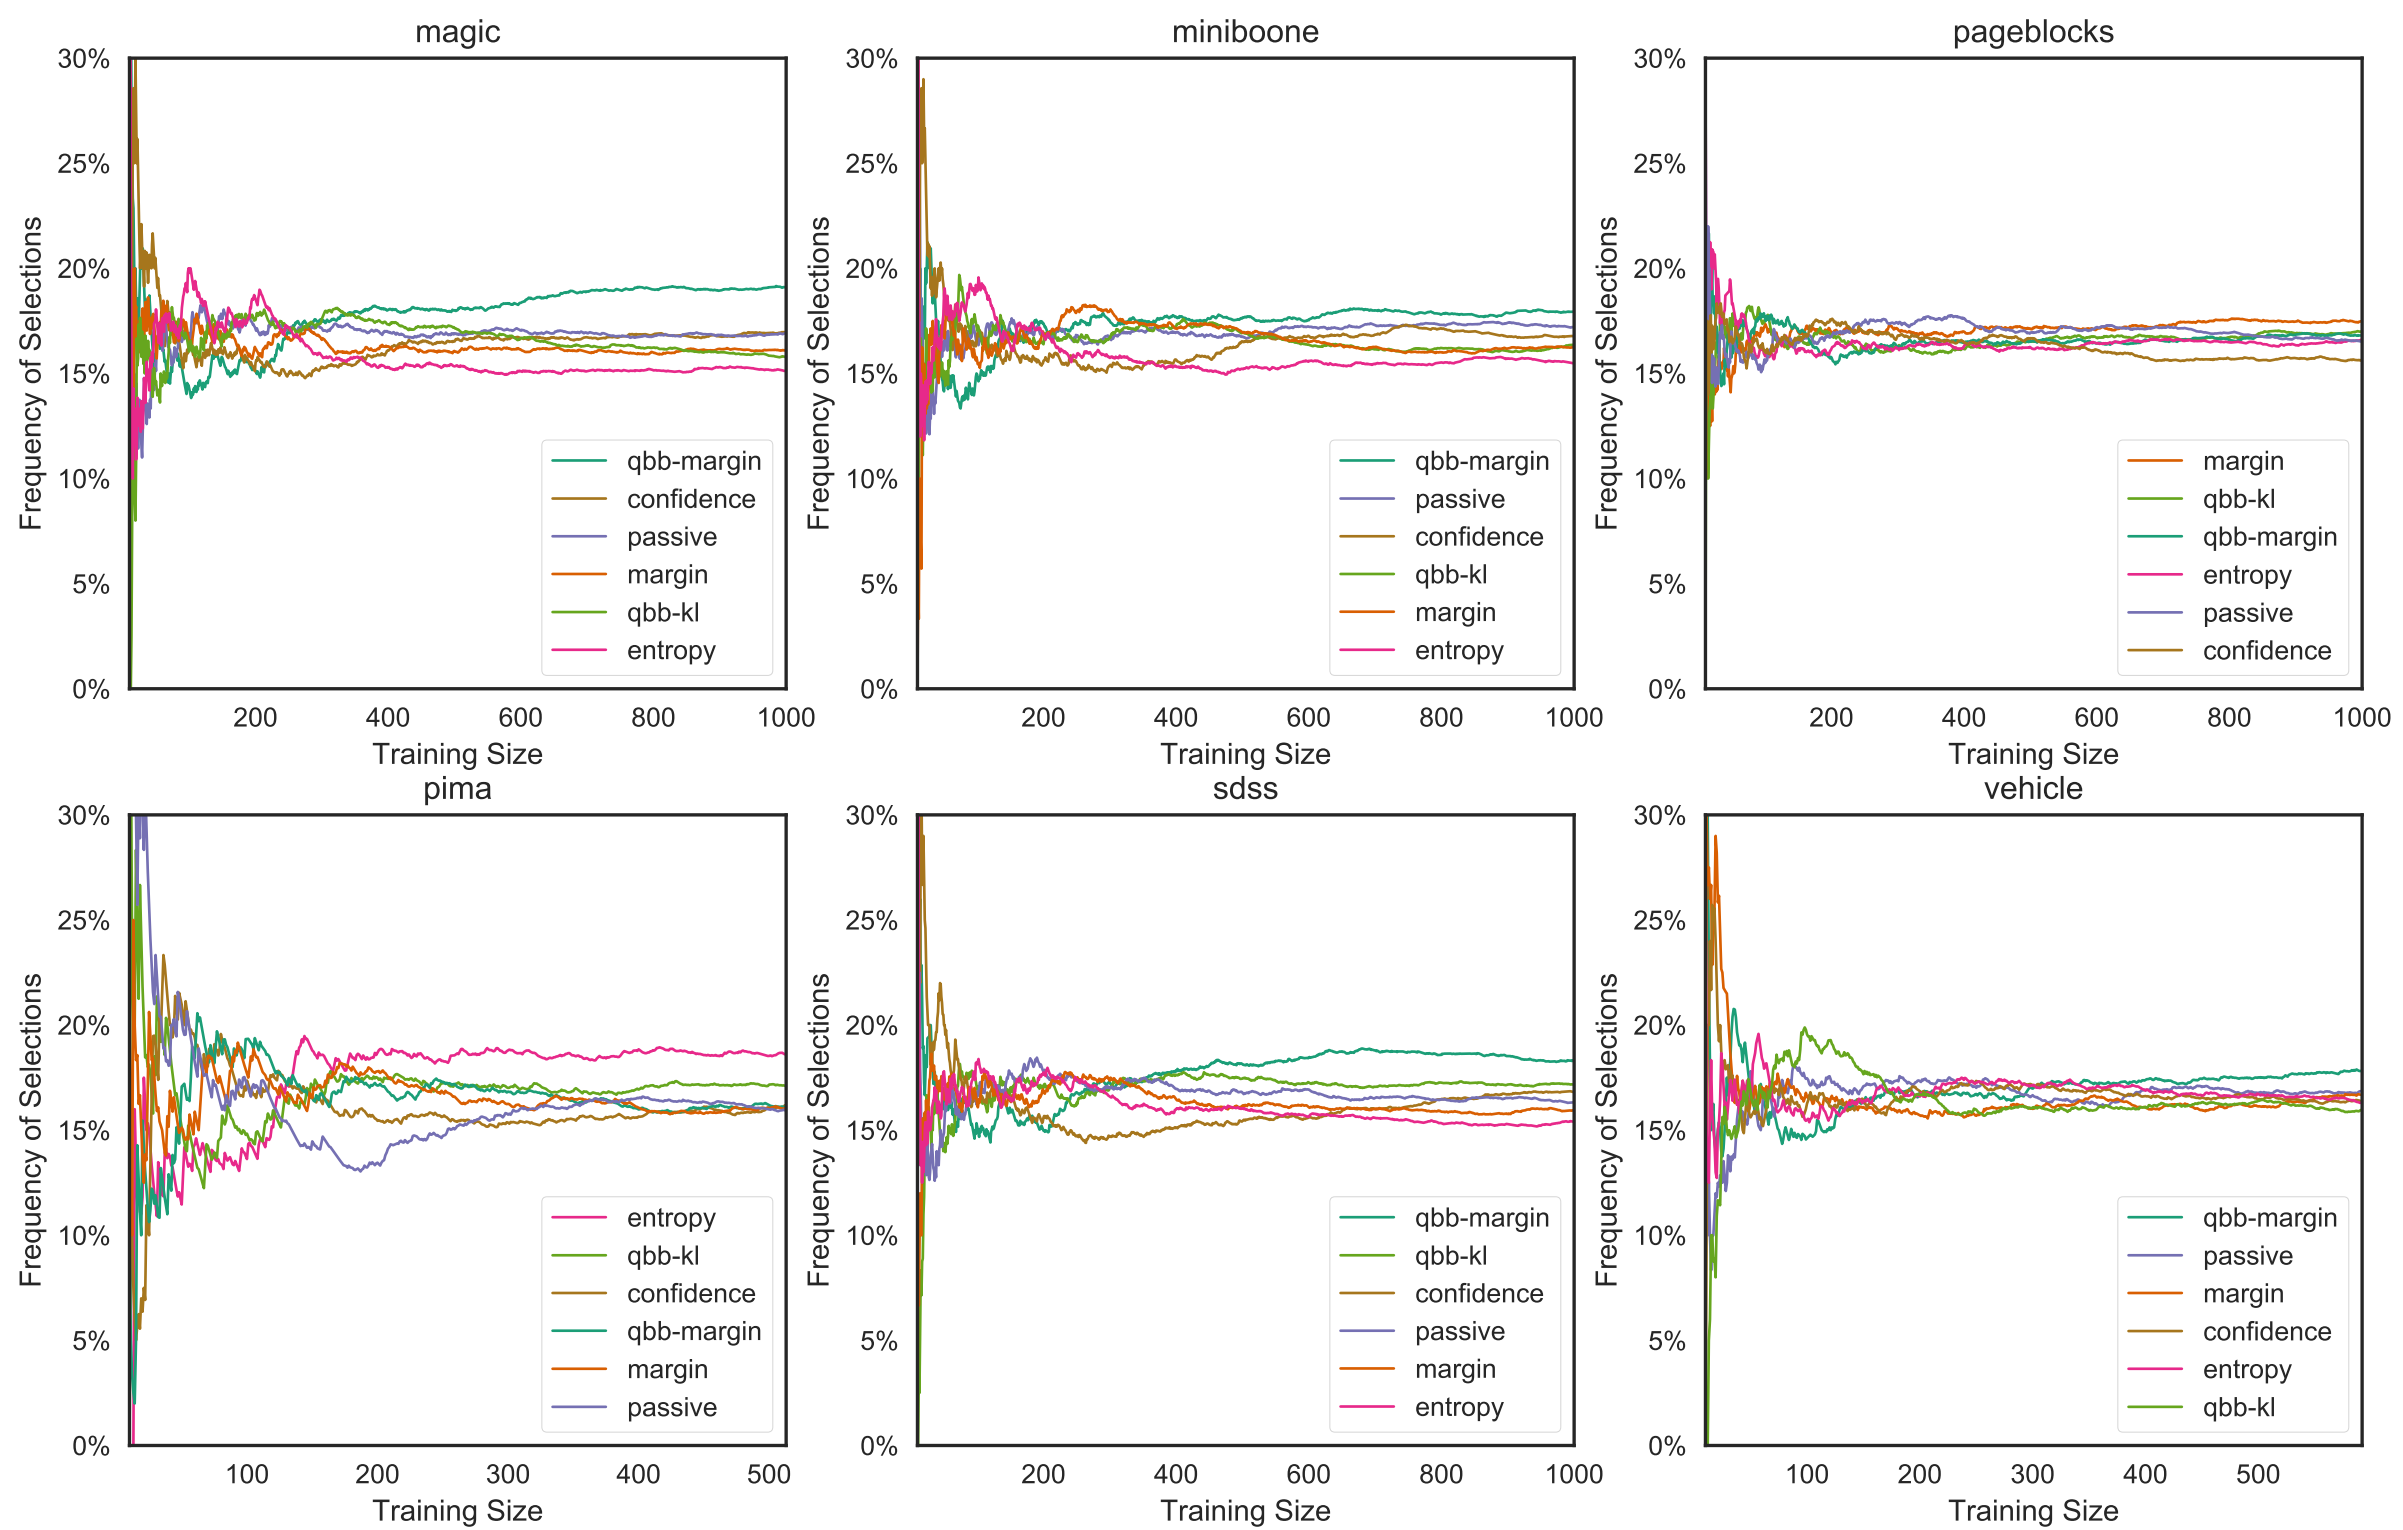 magic
30%
25%
20%
15%
10%
5%
0%
Frequency of Selections
qbb-margin
confidence
passive
margin
qbb-kl
entropy
200 400 600 800 1000
Training Size
miniboone
30%
25%
20%
15%
10%
5%
0%
Frequency of Selections
qbb-margin
passive
confidence
qbb-kl
margin
entropy
200 400 600 800 1000
Training Size
pageblocks
30%
25%
20%
15%
10%
5%
0%
Frequency of Selections
margin
qbb-kl
qbb-margin
entropy
passive
confidence
200 400 600 800 1000
Training Size
pima
30%
25%
20%
15%
10%
5%
0%
Frequency of Selections
entropy
qbb-kl
confidence
qbb-margin
margin
passive
100 200 300 400 500
Training Size
sdss
30%
25%
20%
15%
10%
5%
0%
Frequency of Selections
qbb-margin
qbb-kl
confidence
passive
margin
entropy
200 400 600 800 1000
Training Size
vehicle
30%
25%
20%
15%
10%
5%
0%
Frequency of Selections
qbb-margin
passive
margin
confidence
entropy
qbb-kl
100 200 300 400 500
Training Size